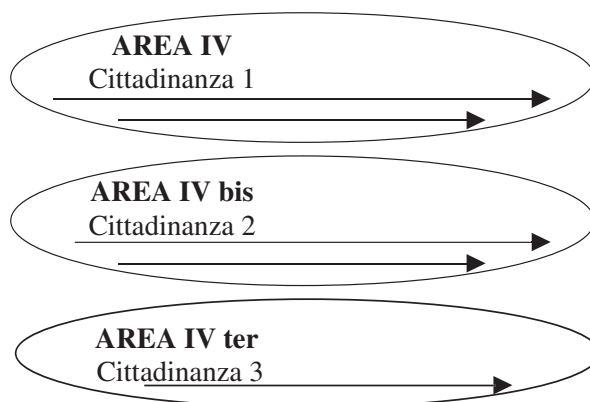 AREA IV
Cittadinanza 1
AREA IV bis
Cittadinanza 2
AREA IV ter
Cittadinanza 3